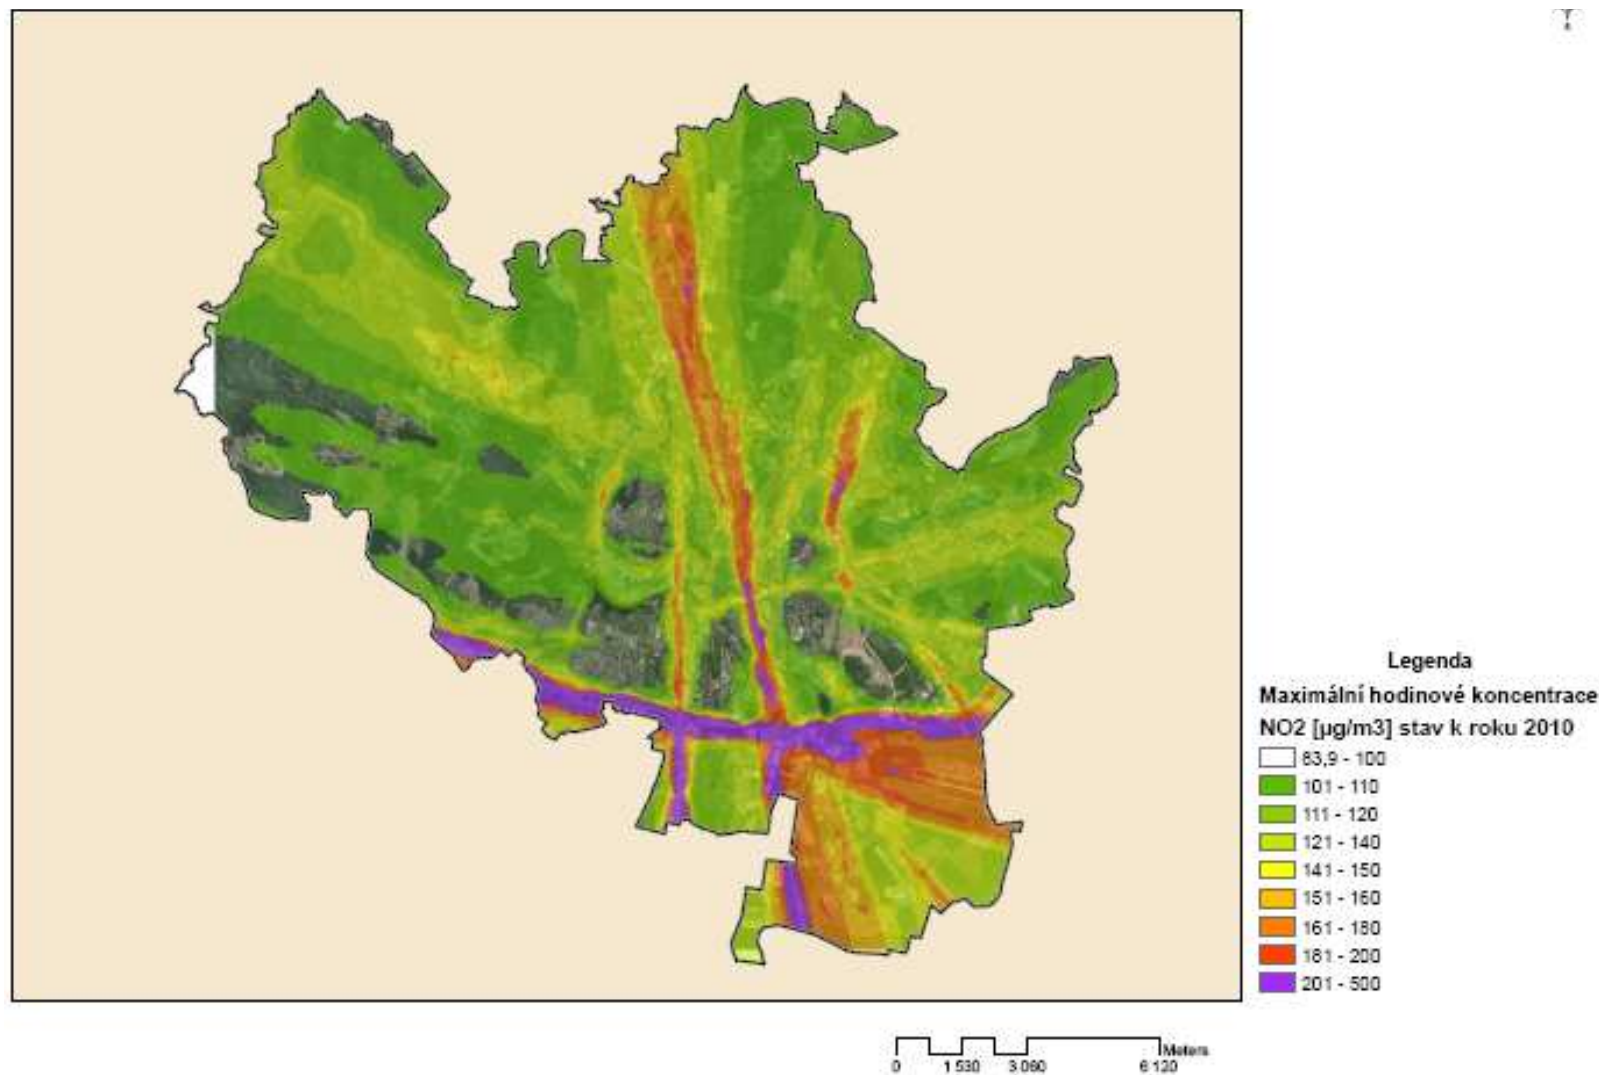 Legenda
Maximální hodinové koncentrace
NO2 [µg/m3] stav k roku 2010
83,9 - 100
101 - 110
111 - 120
121 - 140
141 - 150
151 - 160
161 - 180
181 - 200
201 - 500
Meters
0 1 530 3 060 6 120